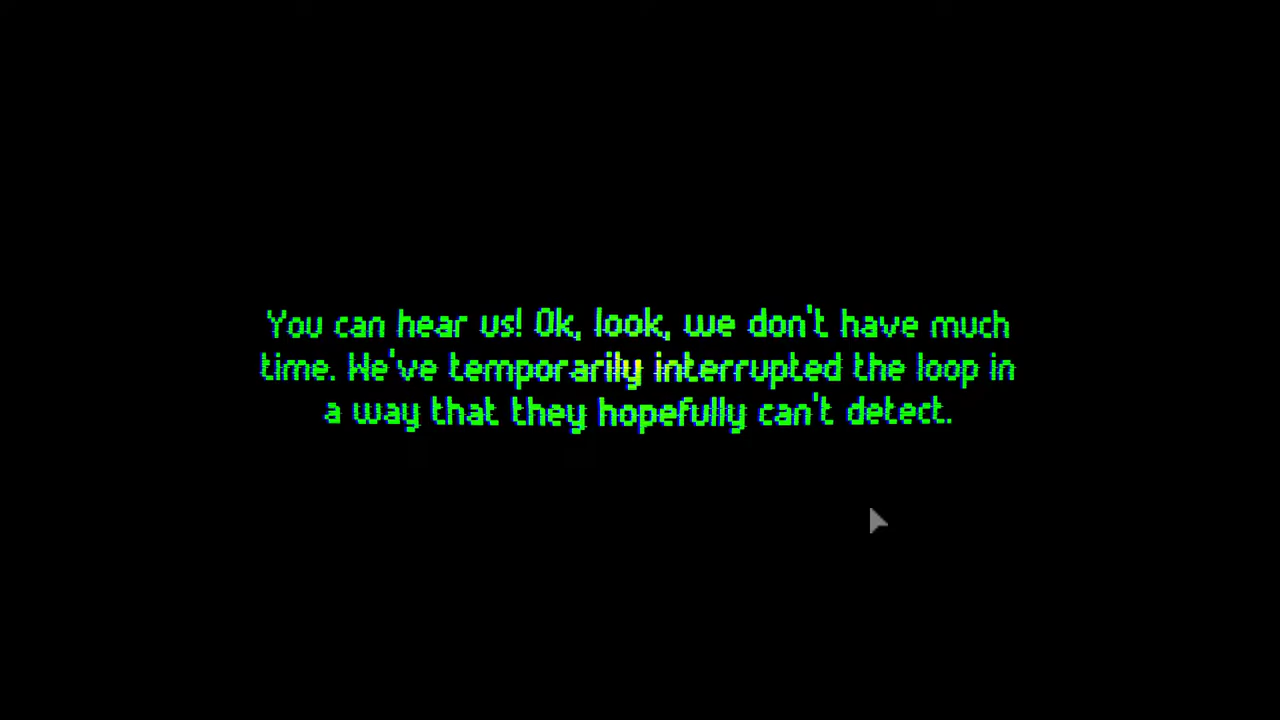 You can hear us! Ok, look, we don't have much
time. We've temporarily interrupted the loop in
a way that they hopefully can't detect.